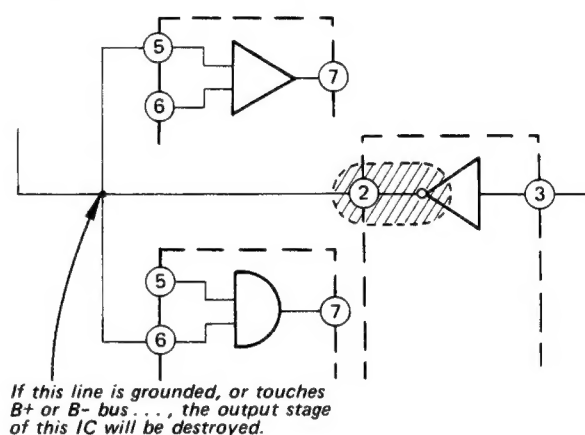 5
7
6
2
3
5
7
6
If this line is grounded, or touches
B+ or B- bus . . . , the output stage
of this IC will be destroyed.